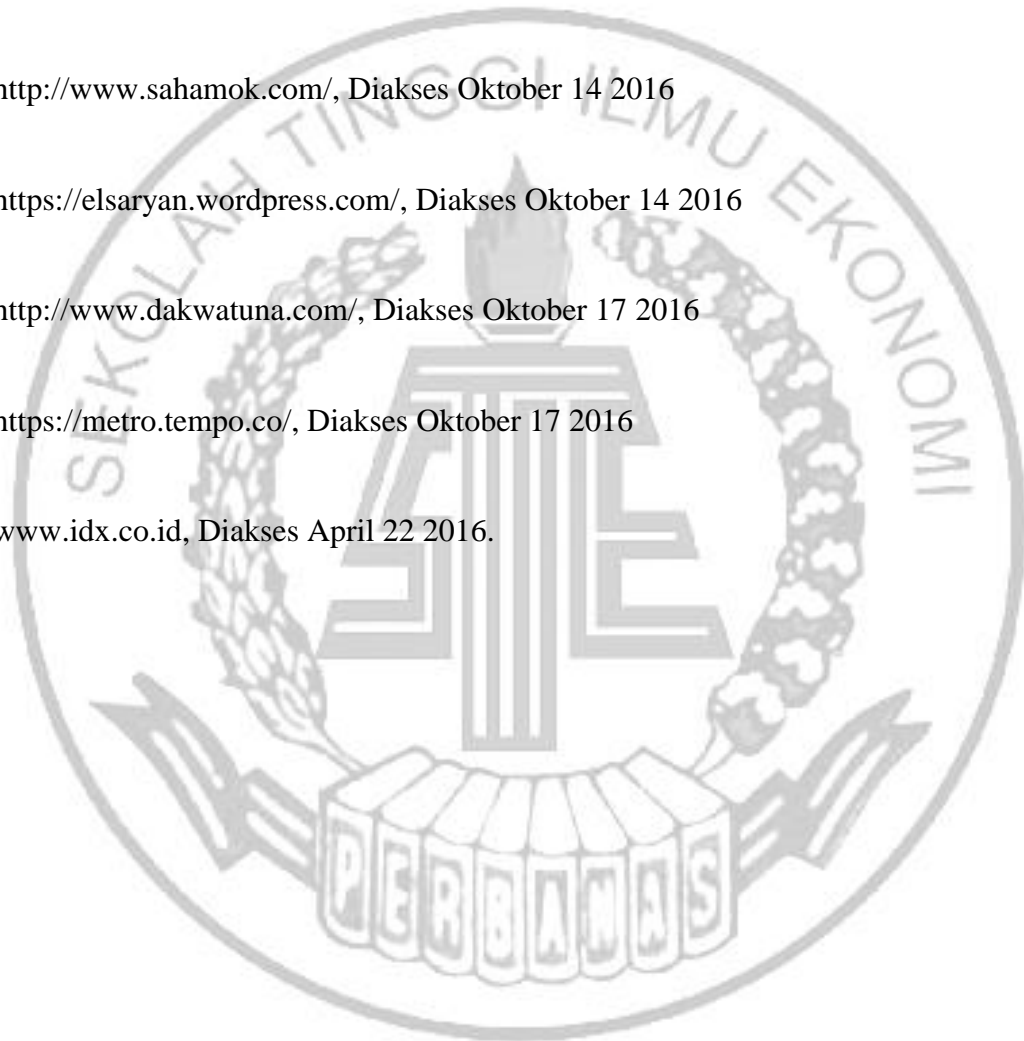 http://www.sahamok.com/, Diakses Oktober 14 2016
https://elsaryan.wordpress.com/, Diakses Oktober 14 2016
http://www.dakwatuna.com/, Diakses Oktober 17 2016
https://metro.tempo.co/, Diakses Oktober 17 2016
www.idx.co.id, Diakses April 22 2016.
SEKOLAH TINGGI ILMU EKONOMI
PERBANAS